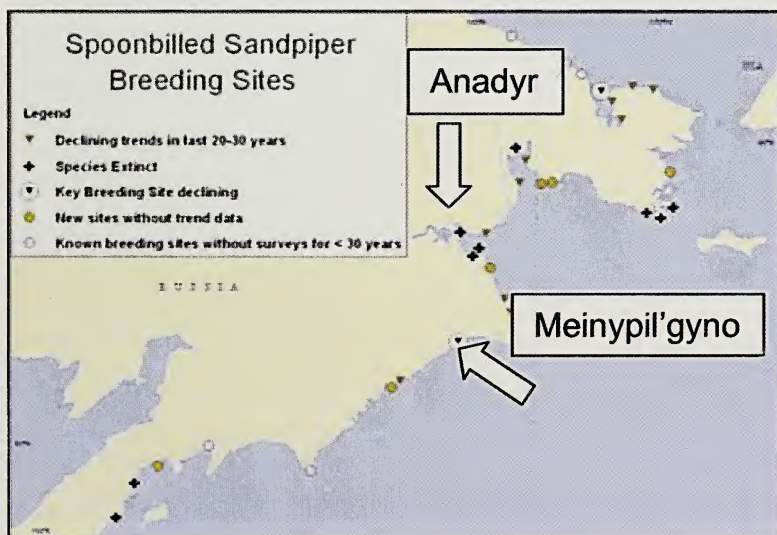 Spoonbilled Sandpiper
Breeding Sites
Legend
Declining trends in last 20-30 years
Species Extinct
Key Breeding Site declining
New sites without trend data
Known breeding sites without surveys for < 30 years
Anadyr
RUSSIA
Meinypil'gyno